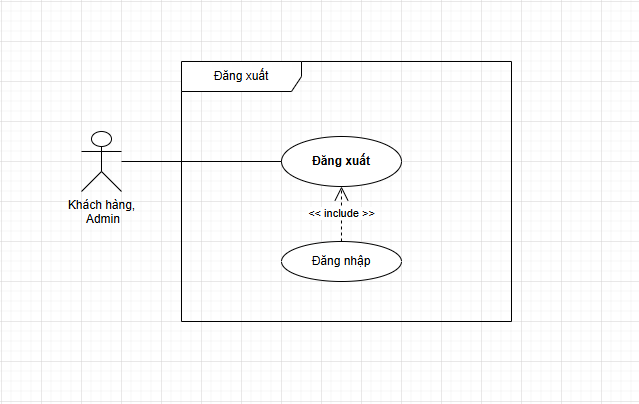 Đăng xuất
Đăng xuất
Khách hàng,
Admin
<< include >>
Đăng nhập